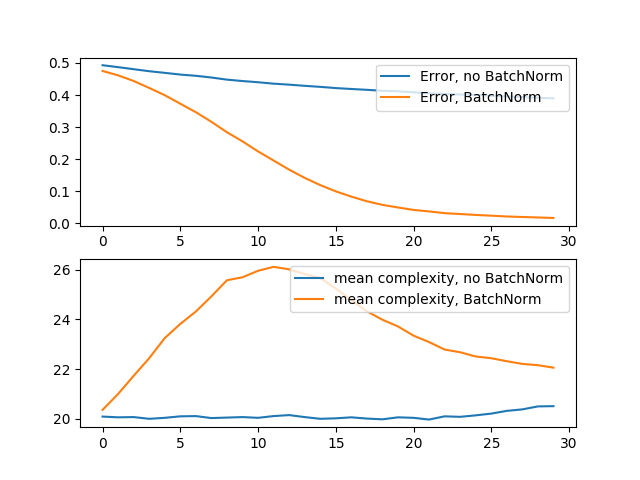 0.5
0.4
0.3
0.2
0.1
0.0
Error, no BatchNorm
Error, BatchNorm
0 5 10 15 20 25 30
26
24
22
20
mean complexity, no BatchNorm
mean complexity, BatchNorm
0 5 10 15 20 25 30